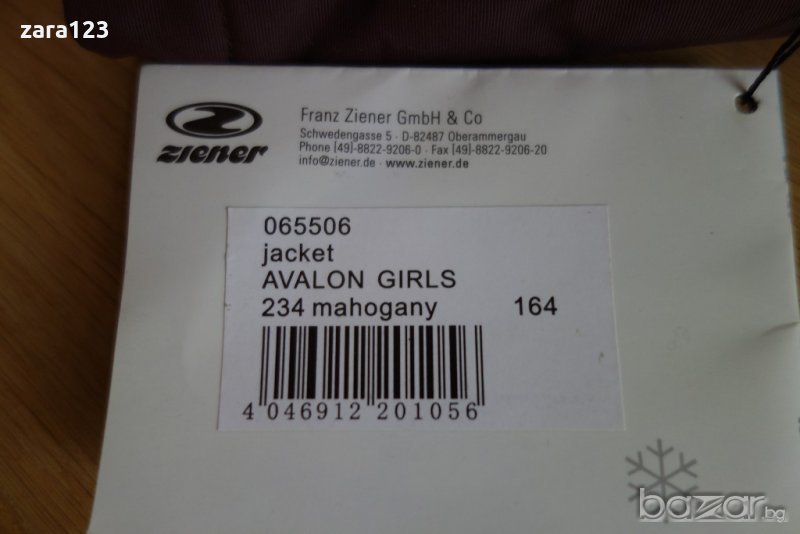 zara123
ziener
Franz Ziener GmbH & Co
Schwedengasse 5 · D-82487 Oberammergau
Phone [49]-8822-9206-0 · Fax [49]-8822-9206-20
info@ziener.de · www.ziener.de
065506
jacket
AVALON GIRLS
234 mahogany 164
4 046912 201056
bazar.bg